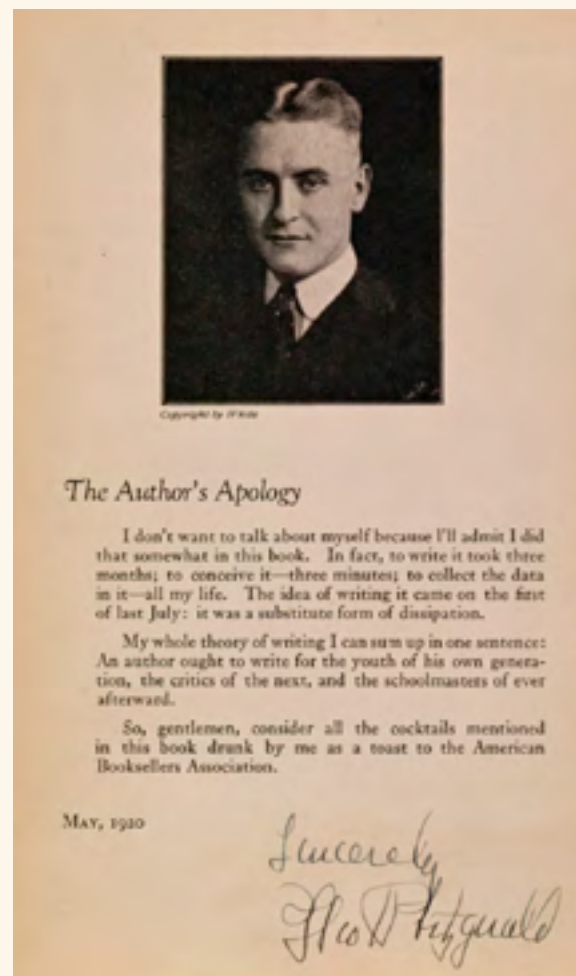 Copyright by White
The Author's Apology
I don't want to talk about myself because I'll admit I did
that somewhat in this book. In fact, to write it took three
months; to conceive it—three minutes; to collect the data
in it—all my life. The idea of writing it came on the first
of last July: it was a substitute form of dissipation.
My whole theory of writing I can sum up in one sentence:
An author ought to write for the youth of his own genera-
tion, the critics of the next, and the schoolmasters of ever
afterward.
So, gentlemen, consider all the cocktails mentioned
in this book drunk by me as a toast to the American
Booksellers Association.
May, 1920
Sincerely
F Scott Fitzgerald